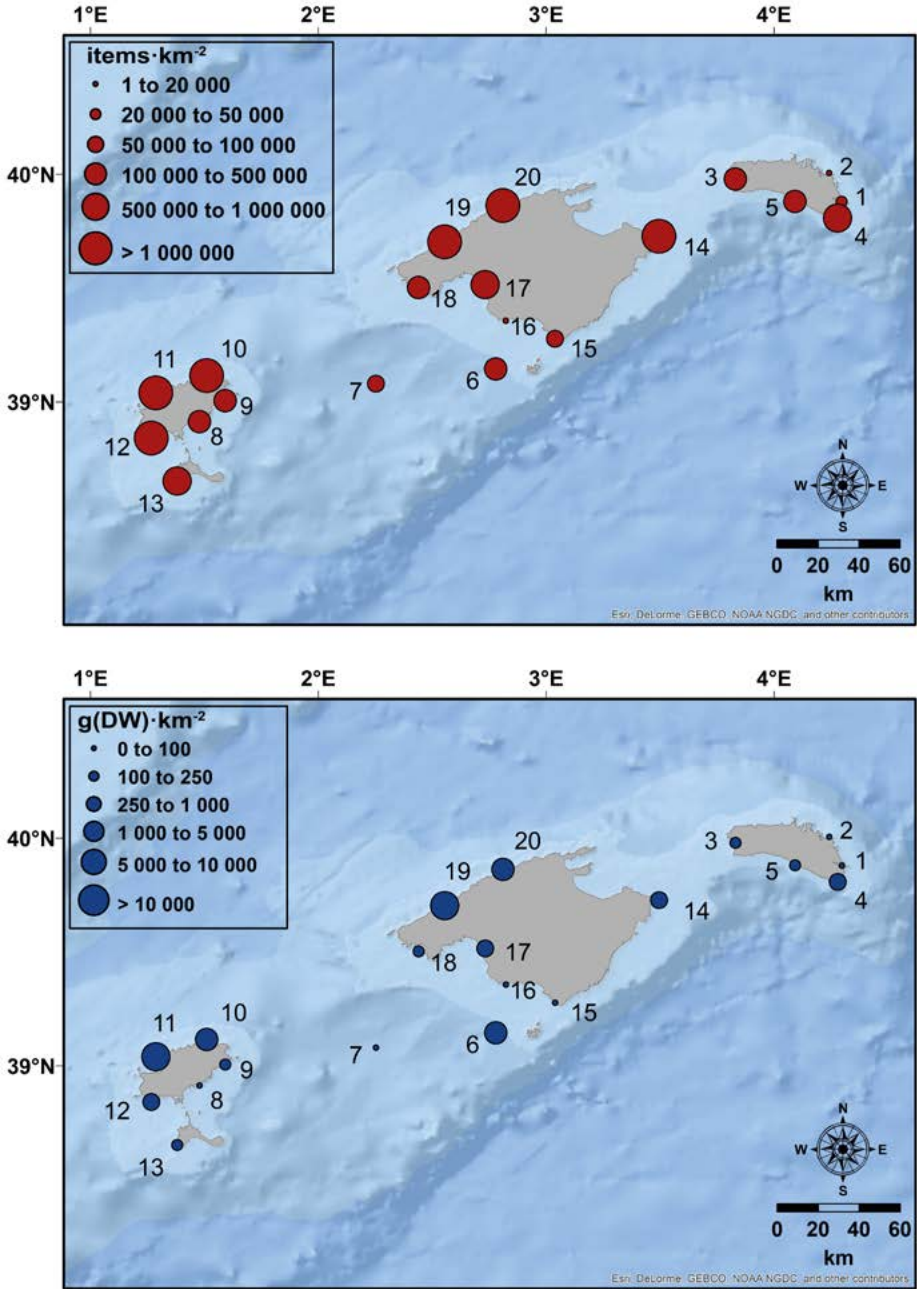 1°E 2°E 3°E 4°E
items·km-2
1 to 20 000
20 000 to 50 000
50 000 to 100 000
100 000 to 500 000
500 000 to 1 000 000
> 1 000 000
40°N
39°N
20
19
3
2
1
5
4
14
18
17
16
15
11
10
6
7
9
8
12
13
N
W E
S
0 20 40 60
km
Esri, DeLorme, GEBCO, NOAA NGDC, and other contributors
1°E 2°E 3°E 4°E
g(DW)·km-2
0 to 100
100 to 250
250 to 1 000
1 000 to 5 000
5 000 to 10 000
> 10 000
40°N
39°N
20
19
3
2
1
5
4
14
18
17
16
15
11
10
6
7
9
8
12
13
N
W E
S
0 20 40 60
km
Esri, DeLorme, GEBCO, NOAA NGDC, and other contributors